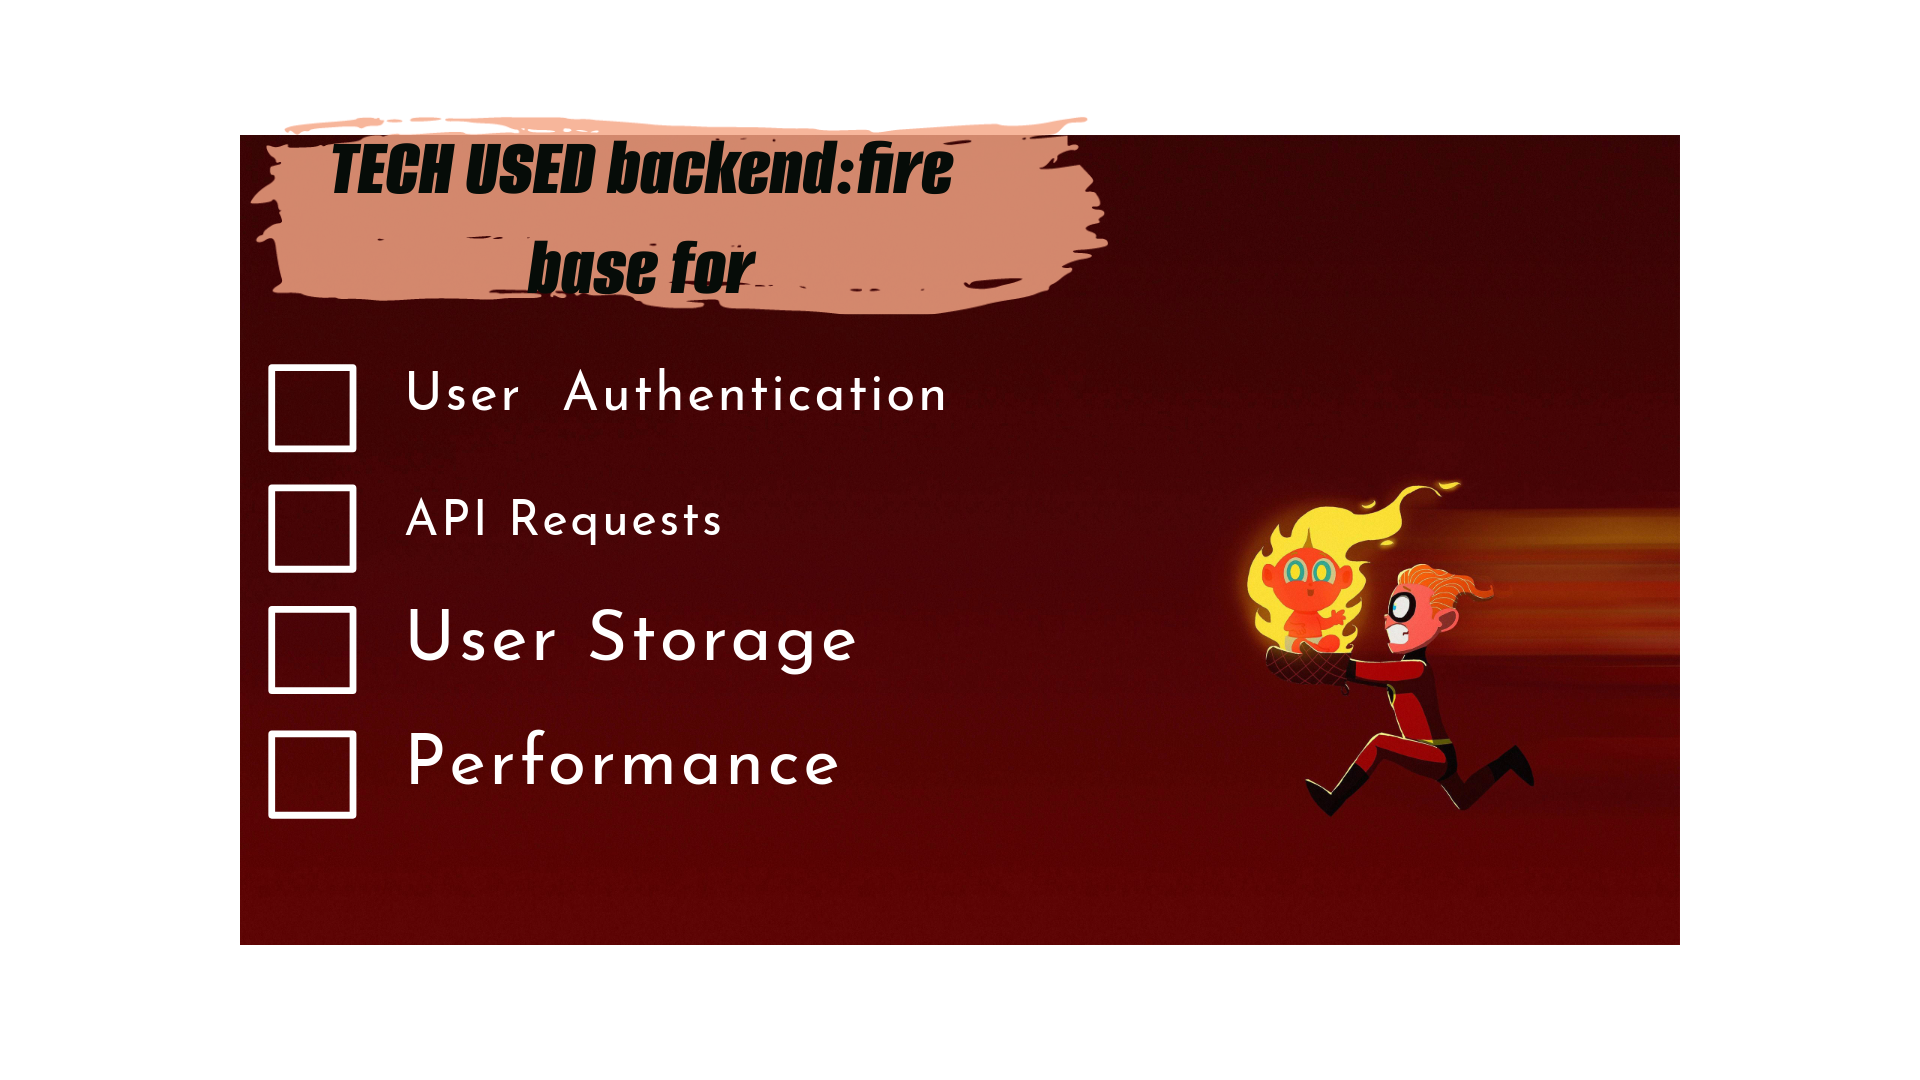 TECH USED backend:fire
base for
User Authentication
API Requests
User Storage
Performance